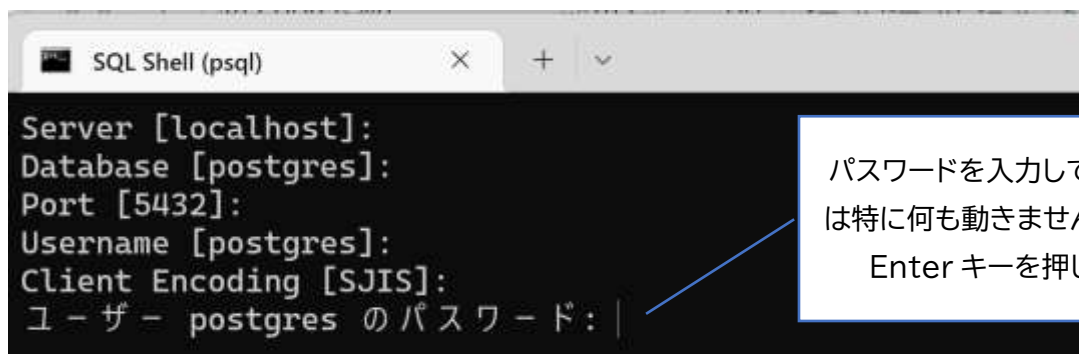 SQL Shell (psql)
Server [localhost]:
Database [postgres]:
Port [5432]:
Username [postgres]:
Client Encoding [SJIS]:
ユーザー postgres のパスワード:
パスワードを入力して
は特に何も動きません
Enter キーを押し